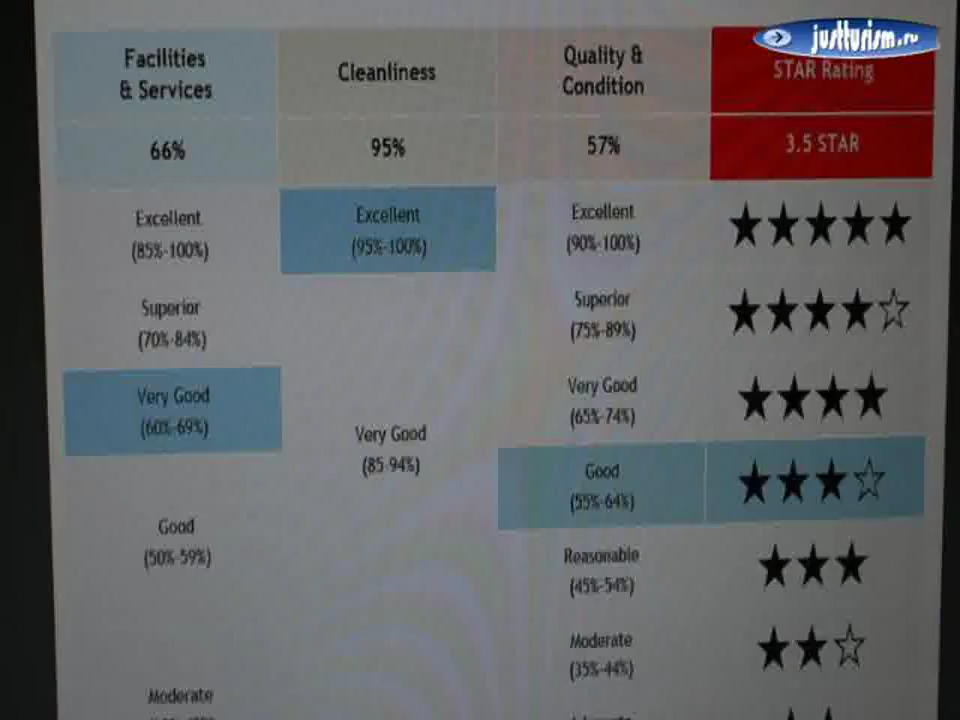 justturism.ru
Facilities
& Services
Cleanliness
Quality &
Condition
STAR Rating
66%
95%
57%
3.5 STAR
Excellent
(85%-100%)
Excellent
(95%-100%)
Excellent
(90%-100%)
Superior
(70%-84%)
Superior
(75%-89%)
Very Good
(60%-69%)
Very Good
(85-94%)
Very Good
(65%-74%)
Good
(55%-64%)
Good
(50%-59%)
Reasonable
(45%-54%)
Moderate
(35%-44%)
Moderate